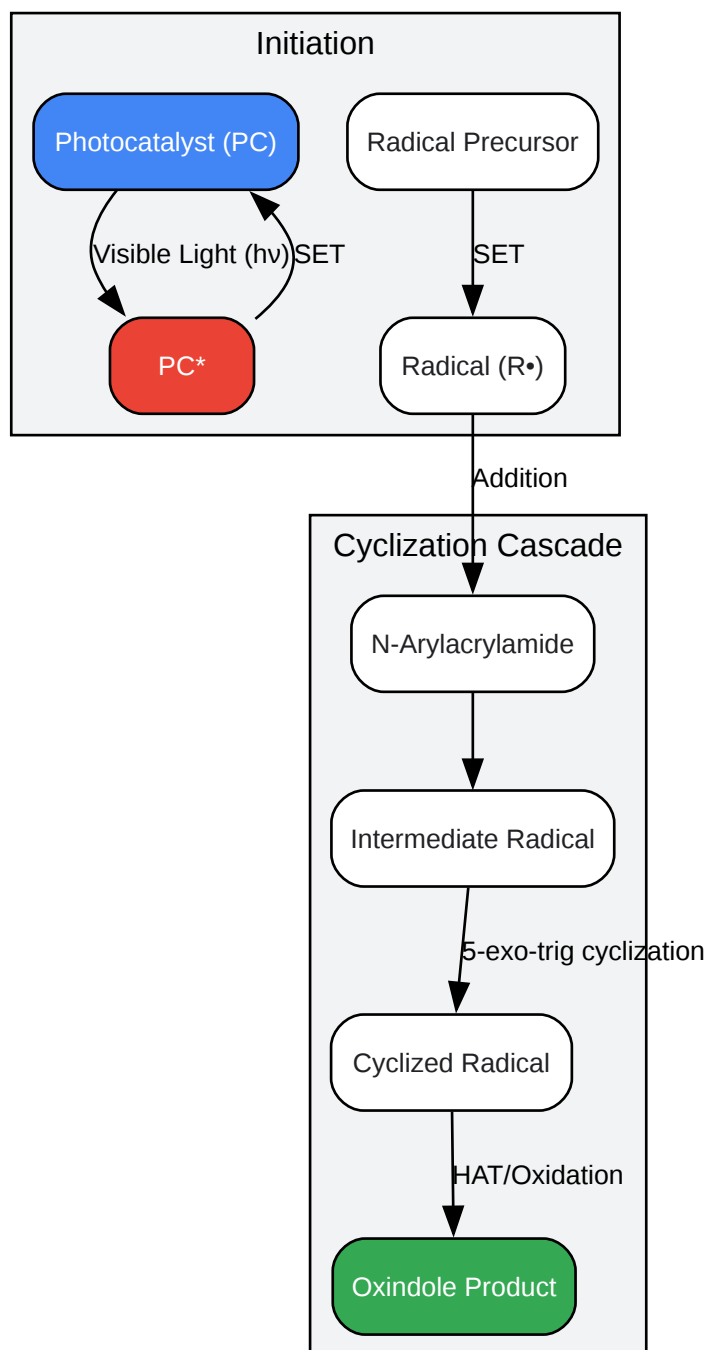 Initiation
Photocatalyst (PC)
Radical Precursor
Visible Light (hν)
SET
SET
PC*
Radical (R•)
Addition
Cyclization Cascade
N-Arylacrylamide
Intermediate Radical
5-exo-trig cyclization
Cyclized Radical
HAT/Oxidation
Oxindole Product